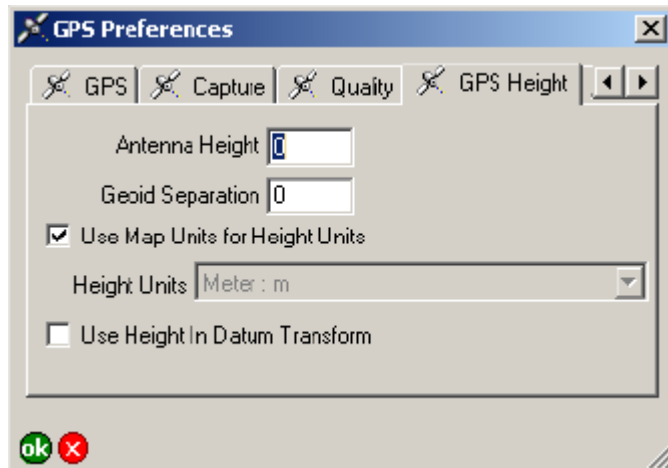 GPS Preferences
GPS Capture Quality GPS Height
Antenna Height 0
Geoid Separation 0
Use Map Units for Height Units
Height Units Meter : m
Use Height In Datum Transform
ok